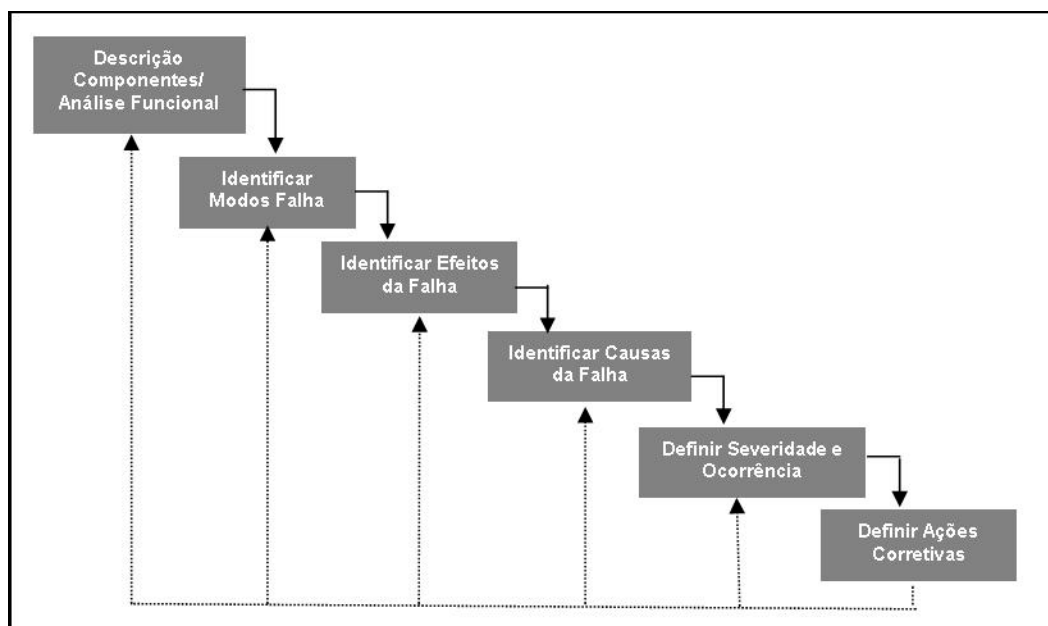 Descrição
Componentes/
Análise Funcional
Identificar
Modos Falha
Identificar Efeitos
da Falha
Identificar Causas
da Falha
Definir Severidade e
Ocorrência
Definir Ações
Corretivas